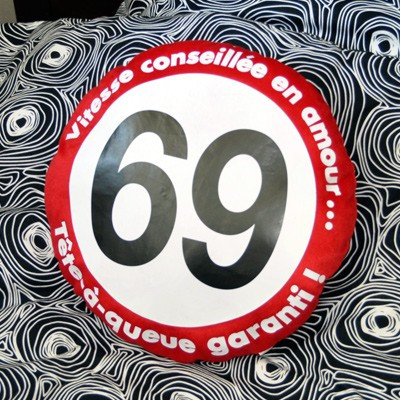 Vitesse conseillée en amour...
69
Tête-à-queue garanti !